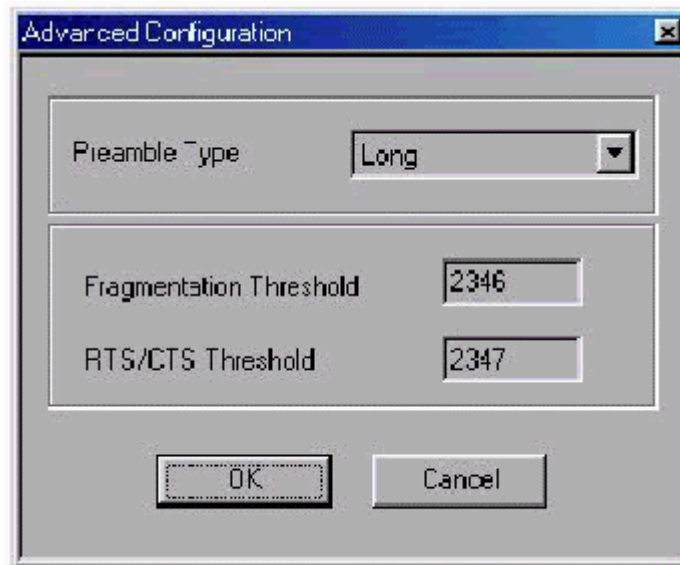 Advanced Configuration
Preamble Type Long
Fragmentation Threshold 2346
RTS/CTS Threshold 2347
OK Cancel